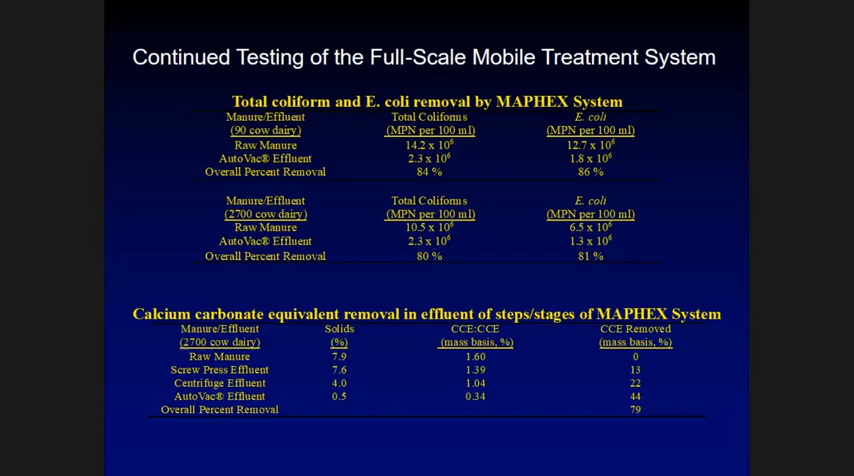 Continued Testing of the Full-Scale Mobile Treatment System
Total coliform and E. coli removal by MAPHEX System
Manure/Effluent Total Coliforms E. coli
(90 cow dairy) (MPN per 100 ml) (MPN per 100 ml)
Raw Manure 14.2 x 10⁶ 12.7 x 10⁶
AutoVac® Effluent 2.3 x 10⁶ 1.8 x 10⁶
Overall Percent Removal 84 % 86 %
Manure/Effluent Total Coliforms E. coli
(2700 cow dairy) (MPN per 100 ml) (MPN per 100 ml)
Raw Manure 10.5 x 10⁶ 6.5 x 10⁶
AutoVac® Effluent 2.3 x 10⁶ 1.3 x 10⁶
Overall Percent Removal 80 % 81 %
Calcium carbonate equivalent removal in effluent of steps/stages of MAPHEX System
Manure/Effluent Solids CCE:CCE CCE Removed
(2700 cow dairy) (%) (mass basis, %) (mass basis, %)
Raw Manure 7.9 1.60 0
Screw Press Effluent 7.6 1.39 13
Centrifuge Effluent 4.0 1.04 22
AutoVac® Effluent 0.5 0.34 44
Overall Percent Removal 79